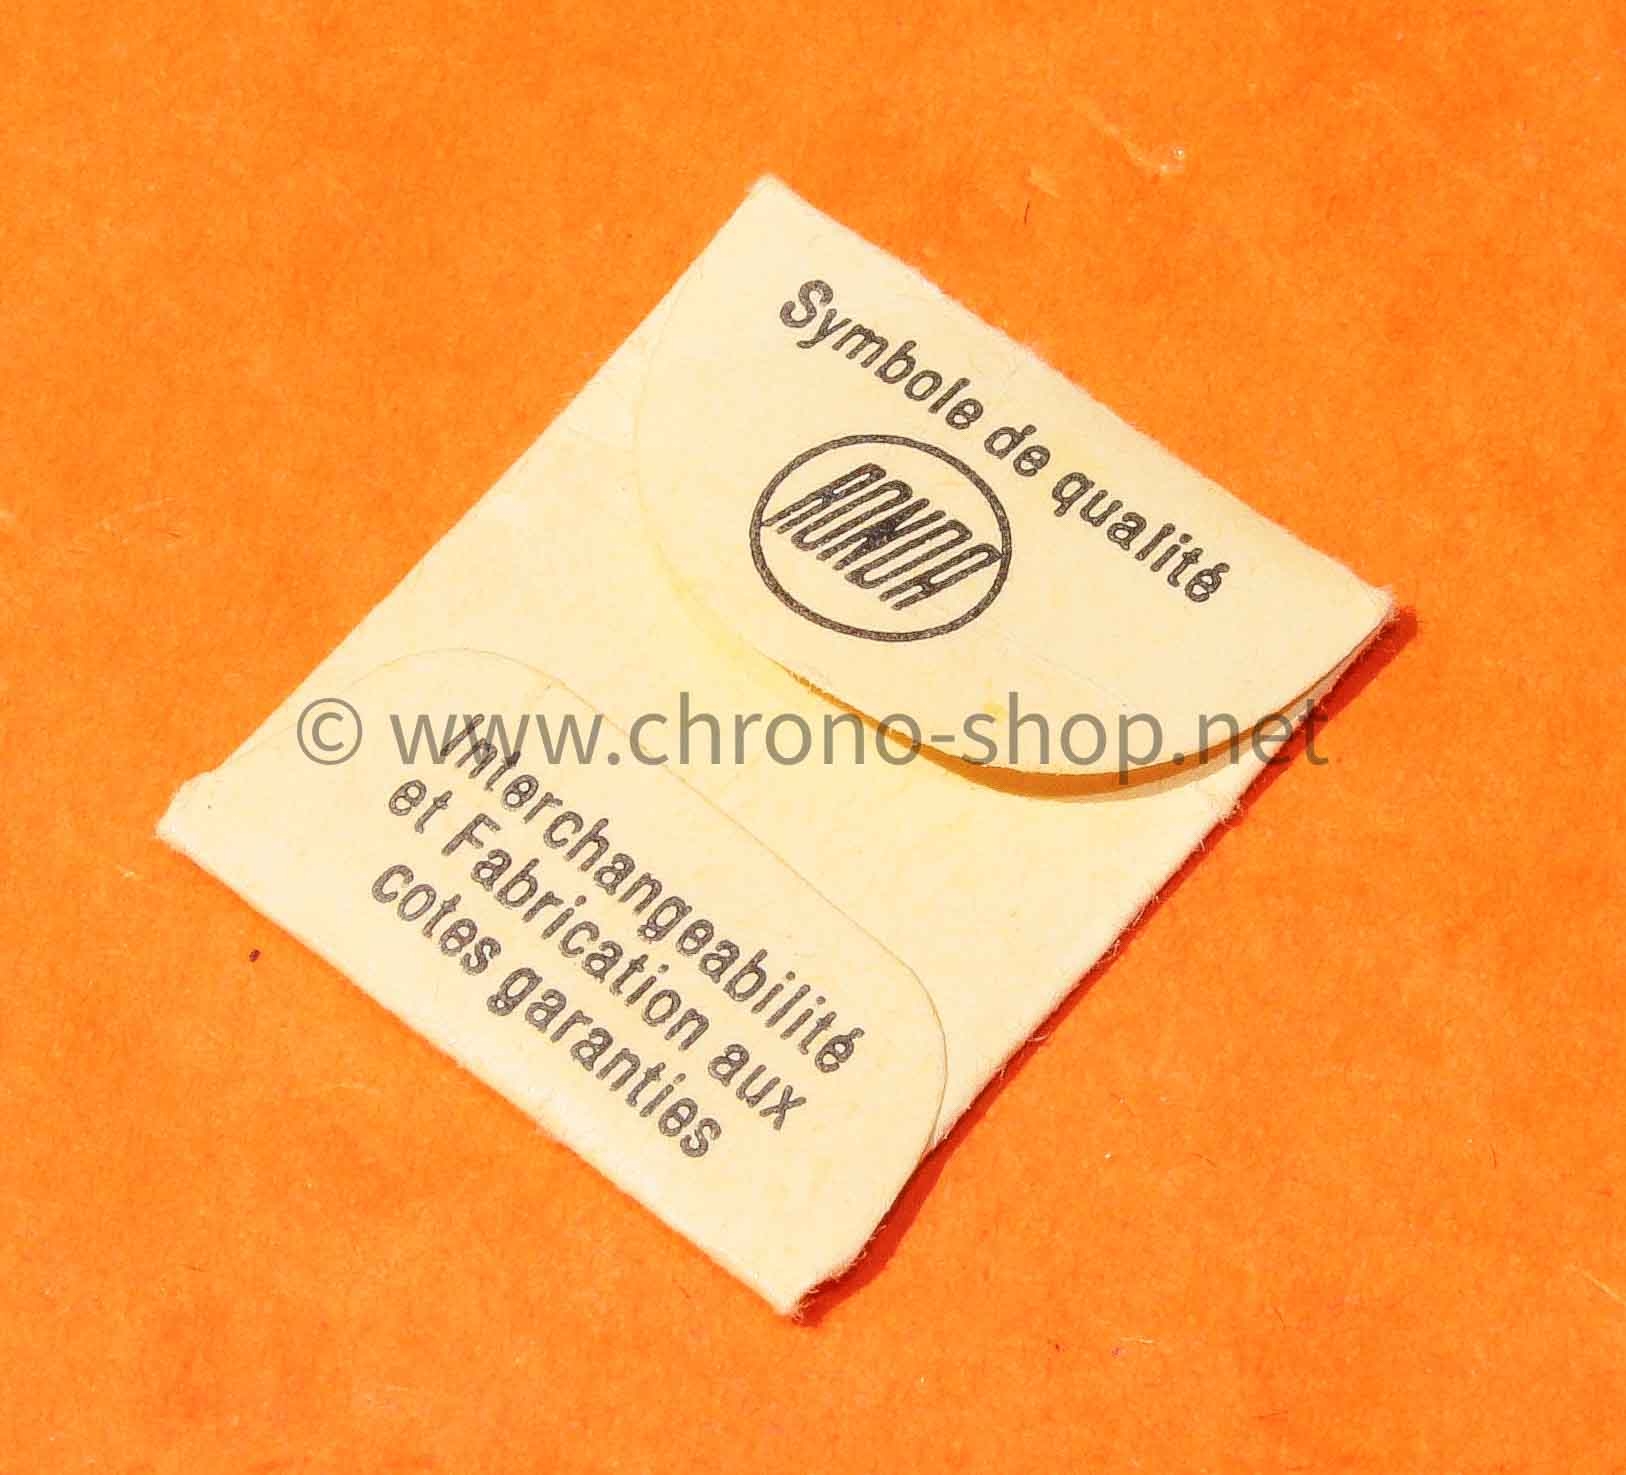 Symbole de qualité
RONDA
© www.chrono-shop.net
Interchangeabilité
et Fabrication aux
cotes garanties